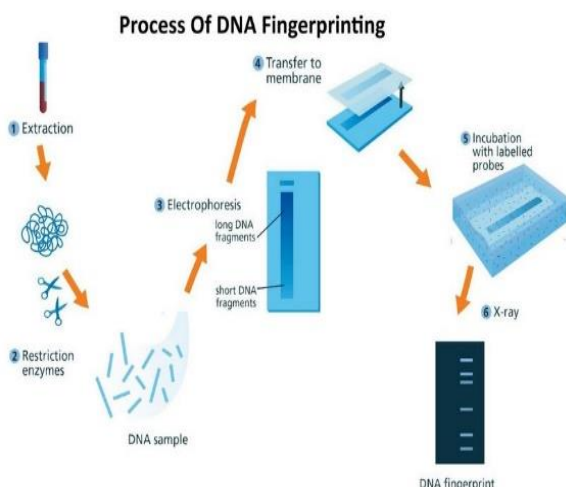 Process Of DNA Fingerprinting
1 Extraction
2 Restriction
enzymes
DNA sample
3 Electrophoresis
long DNA
fragments
short DNA
fragments
4 Transfer to
membrane
5 Incubation
with labelled
probes
6 X-ray
DNA fingerprint